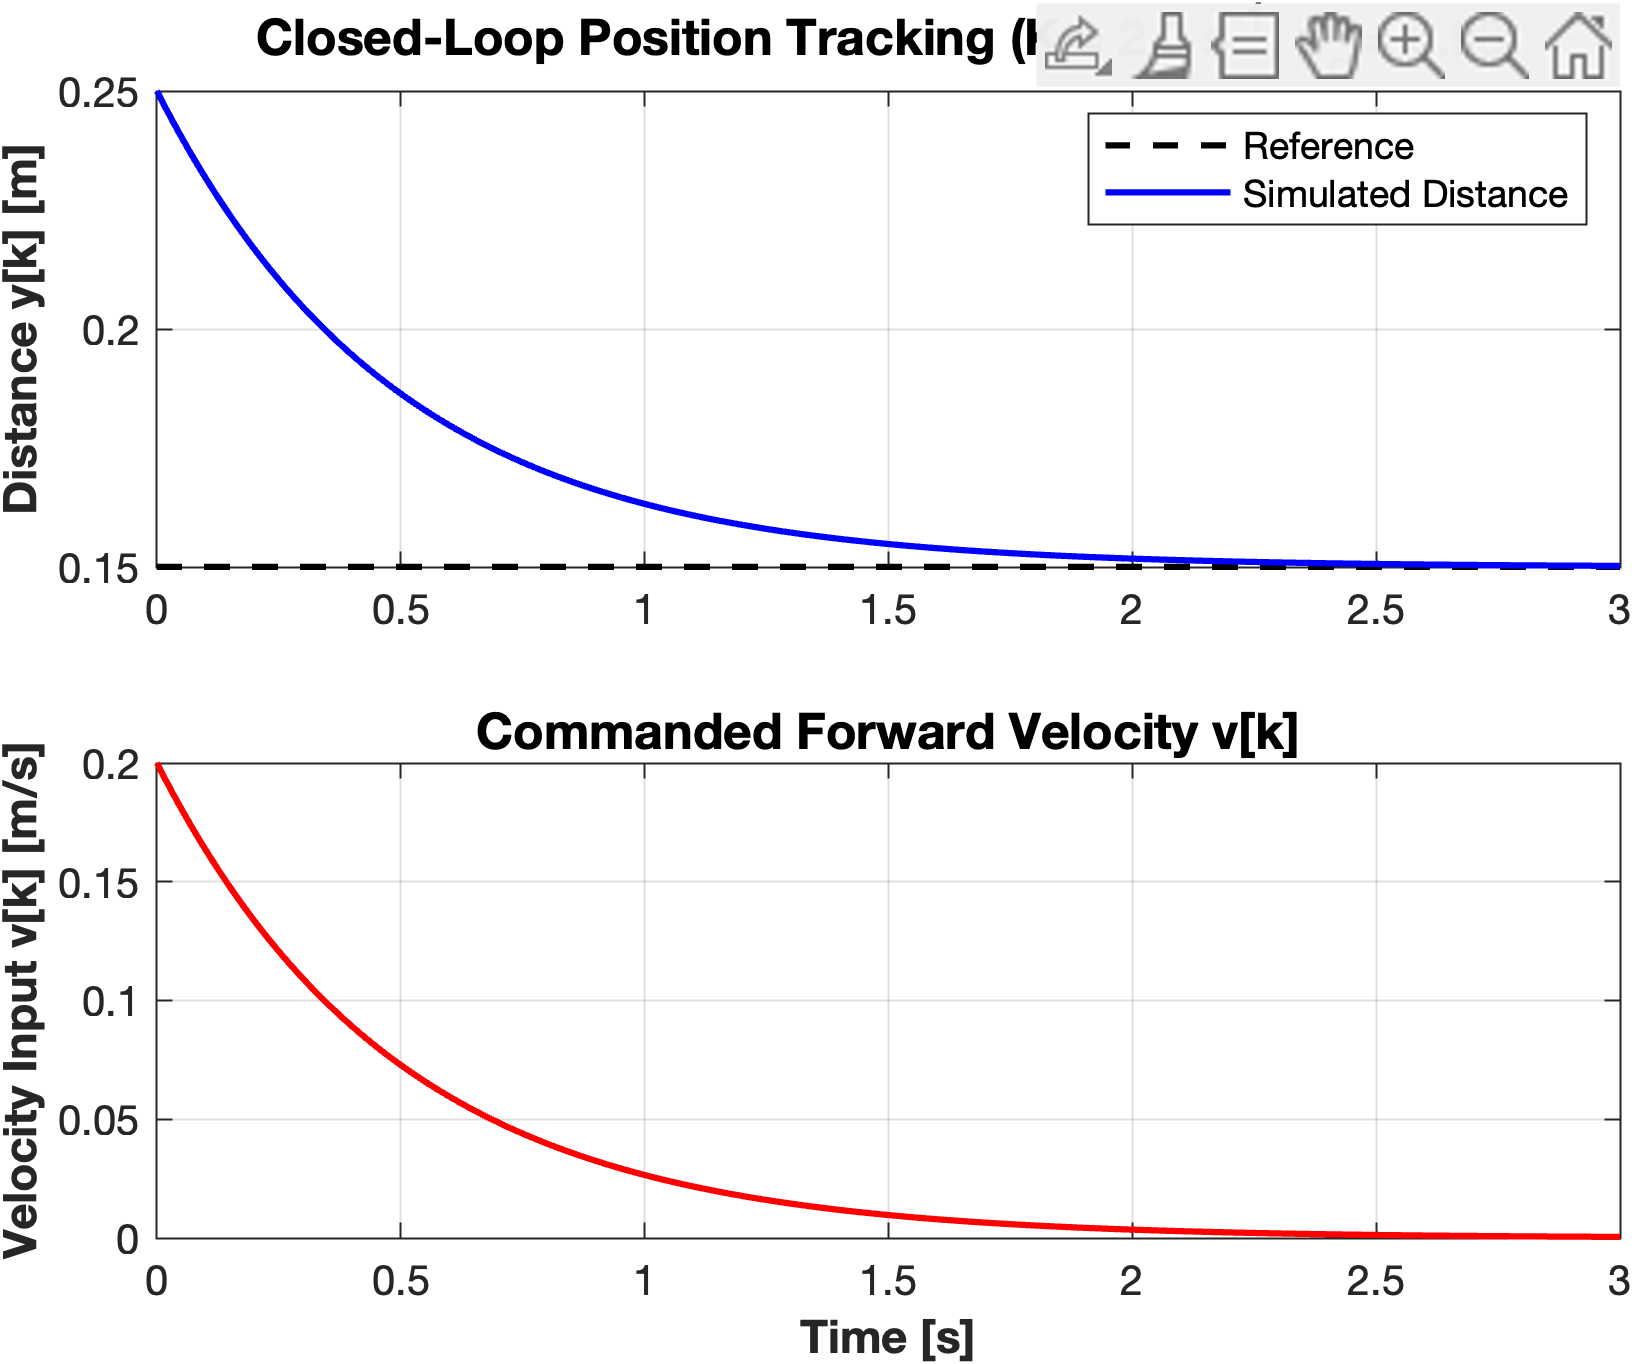 Closed-Loop Position Tracking (
0.25
0.2
0.15
Distance y[k] [m]
Reference
Simulated Distance
0 0.5 1 1.5 2 2.5 3
Commanded Forward Velocity v[k]
0.2
0.15
0.1
0.05
0
Velocity Input v[k] [m/s]
0 0.5 1 1.5 2 2.5 3
Time [s]